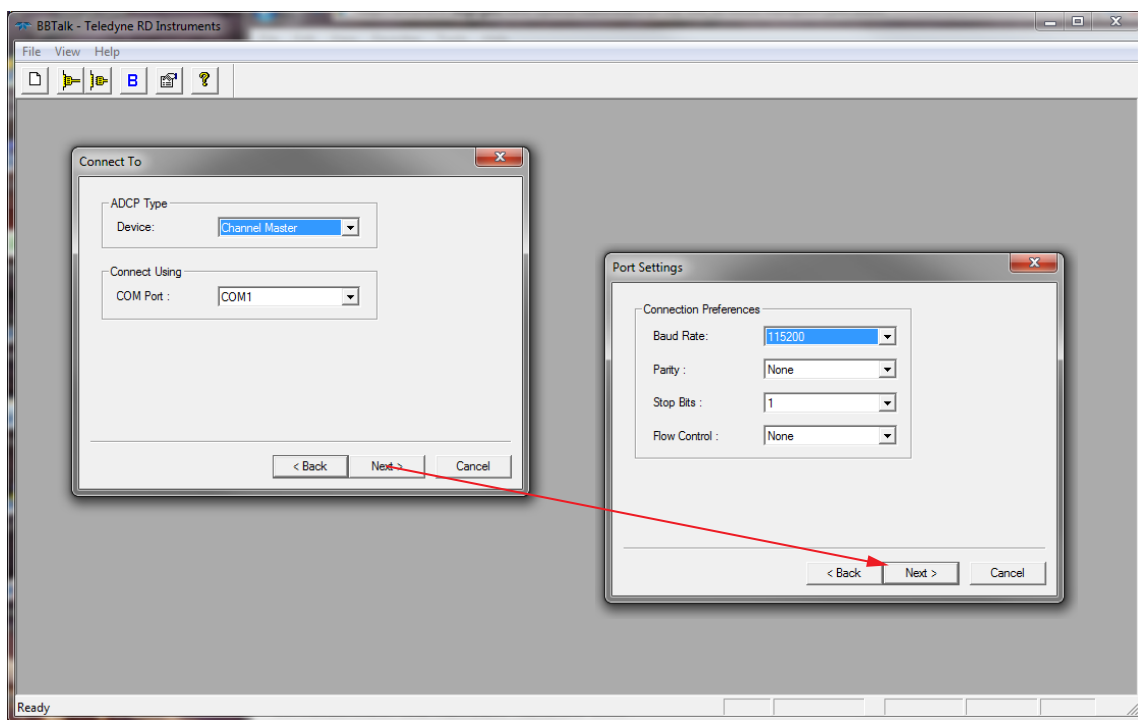 BBTalk - Teledyne RD Instruments
File View Help
B
?
Connect To
ADCP Type
Device: Channel Master
Connect Using
COM Port : COM1
< Back Next > Cancel
Port Settings
Connection Preferences
Baud Rate: 115200
Parity : None
Stop Bits : 1
Flow Control : None
< Back Next > Cancel
Ready